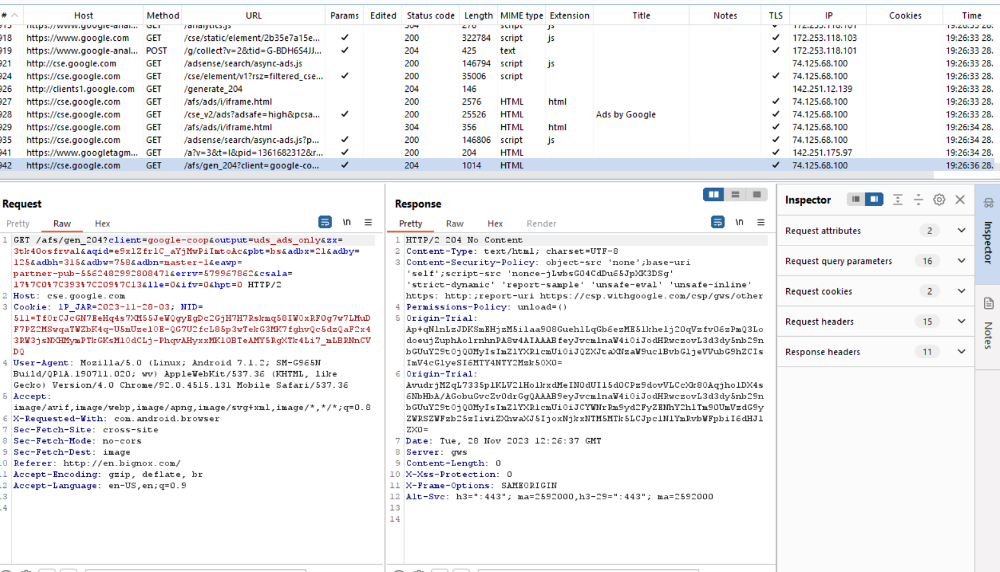 # Host Method URL Params Edited Status code Length MIME type Extension Title Notes TLS IP Cookies Time
915 https://www.google-anal... GET /analytics.js 304 276 script js 172.253.118.101 19:26:33 28.
918 https://www.google.com GET /cse/static/element/2b35e7a15e... 200 322784 script js 172.253.118.103 19:26:33 28.
919 https://www.google-anal... POST /g/collect?v=2&tid=G-BDH6S4JJ... 204 425 text 172.253.118.101 19:26:33 28.
921 http://cse.google.com GET /adsense/search/async-ads.js 200 146794 script js 74.125.68.100 19:26:33 28.
924 https://cse.google.com GET /cse/element/v1?rsz=filtered_cse... 200 35006 script 74.125.68.100 19:26:33 28.
926 http://clients1.google.com GET /generate_204 204 146 142.251.12.139 19:26:33 28.
927 https://cse.google.com GET /afs/ads/i/iframe.html 200 2576 HTML html 74.125.68.100 19:26:33 28.
928 https://cse.google.com GET /cse_v2/ads?adsafe=high&pcsa... 200 25526 HTML Ads by Google 74.125.68.100 19:26:33 28.
929 https://cse.google.com GET /afs/ads/i/iframe.html 304 356 HTML html 74.125.68.100 19:26:34 28.
935 https://cse.google.com GET /adsense/search/async-ads.js?p... 200 146806 script js 74.125.68.100 19:26:34 28.
941 https://www.googletagm... GET /a?v=3&t=l&pid=1361682312&r... 200 204 HTML 142.251.175.97 19:26:34 28.
942 https://cse.google.com GET /afs/gen_204?client=google-co... 204 1014 HTML 74.125.68.100 19:26:36 28.
Request
Pretty Raw Hex \n
1 GET /afs/gen_204?client=google-coop&output=uds_ads_only&zx=
3tk40osfrval&aqid=e9xlZfr1C_aYjMwPiImtoAc&pbt=bs&adbx=21&adby=
125&adbh=315&adbw=758&adbn=master-1&eawp=
partner-pub-5562482992808471&errv=579967862&csala=
17%7C0%7C393%7C209%7C13&lle=0&ifv=0&hpt=0 HTTP/2
2 Host: cse.google.com
3 Cookie: 1P_JAR=2023-11-28-03; NID=
511=Tf0rCJcGN7EeHq4s7XM55JeWQgyEgDc2GjH7H7Rskmq58IW0xRF0g7w7LMuD
F7PZ2MSwqaTWZbK4q-U5mUzel0E-QG7U2fcL85p3wTekG3MK7fghvQc5dzQaF2x4
3RW3jsNXHMymPTkGKsMl0dCLj-PhqvAHyxxMK10BTeAMY5RgXTk4Li7_mLBRNnCV
DQ
4 User-Agent: Mozilla/5.0 (Linux; Android 7.1.2; SM-G965N
Build/QP1A.190711.020; wv) AppleWebKit/537.36 (KHTML, like
Gecko) Version/4.0 Chrome/92.0.4515.131 Mobile Safari/537.36
5 Accept:
image/avif,image/webp,image/apng,image/svg+xml,image/*,*/*;q=0.8
6 X-Requested-With: com.android.browser
7 Sec-Fetch-Site: cross-site
8 Sec-Fetch-Mode: no-cors
9 Sec-Fetch-Dest: image
10 Referer: http://en.bignox.com/
11 Accept-Encoding: gzip, deflate, br
12 Accept-Language: en-US,en;q=0.9
13
14
Response
Pretty Raw Hex Render \n
1 HTTP/2 204 No Content
2 Content-Type: text/html; charset=UTF-8
3 Content-Security-Policy: object-src 'none';base-uri
'self';script-src 'nonce-jLwbsG04CdDu65JpXK3DSg'
'strict-dynamic' 'report-sample' 'unsafe-eval' 'unsafe-inline'
https: http:;report-uri https://csp.withgoogle.com/csp/gws/other
4 Permissions-Policy: unload=()
5 Origin-Trial:
Ap+qNlnLzJDKSmEHjzM5ilaa908GuehlLqGb6ezME5lkhelj20qVzfv06zPmQ3Lo
doeujZuphAolrnhnPA8w4AIAAABfeyJvcmlnaW4iOiJodHRwczovL3d3dy5nb29n
bGUuY29tOjQ0MyIsImZlYXR1cmUiOiJQZXJtaXNzaW9uc1BvbGljeVVubG9hZCIs
ImV4cGlyeSI6MTY4NTY2Mzk5OX0=
6 Origin-Trial:
AvudrjMZqL7335plKLV2lHolkxdMeIN0dUI15d0CPz9dovVLCcXk8OAqjholDX4s
6NbHbA/AGobuGvcZv0drGgQAAAB9eyJvcmlnaW4iOiJodHRwczovL3d3dy5nb29n
bGUuY29tOjQ0MyIsImZlYXR1cmUiOiJCYWNrRm9yd2FyZENhY2hlTm90UmVzdG9y
ZWRSZWFzb25zIiwiZXhwaXJ5IjoxNjkxNTM5MTk5LCJpc1N1YmRvbWFpbiI6dHJ1
ZX0=
7 Date: Tue, 28 Nov 2023 12:26:37 GMT
8 Server: gws
9 Content-Length: 0
10 X-Xss-Protection: 0
11 X-Frame-Options: SAMEORIGIN
12 Alt-Svc: h3=":443"; ma=2592000,h3-29=":443"; ma=2592000
13
14
Inspector
Request attributes 2
Request query parameters 16
Request cookies 2
Request headers 15
Response headers 11
Inspector
Notes